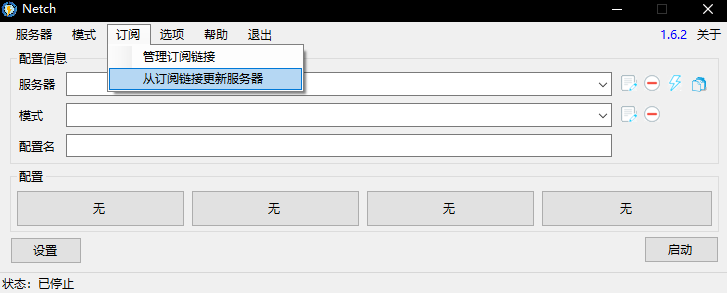 Netch
服务器 模式 订阅 选项 帮助 退出 1.6.2 关于
管理订阅链接
从订阅链接更新服务器
配置信息
服务器
模式
配置名
配置
无 无 无 无
设置 启动
状态：已停止